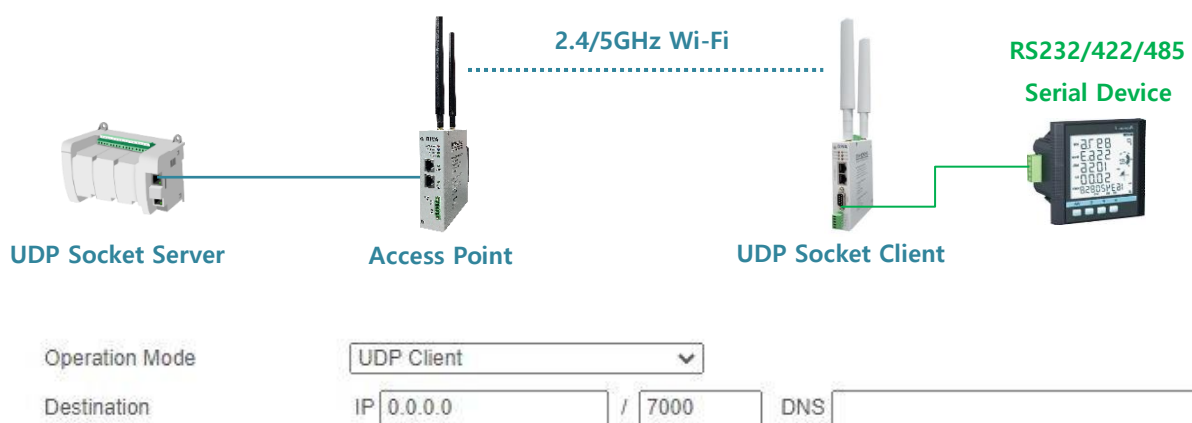 2.4/5GHz Wi-Fi
RS232/422/485
Serial Device
UDP Socket Server
Access Point
UDP Socket Client
Operation Mode
UDP Client
Destination
IP 0.0.0.0 / 7000 DNS